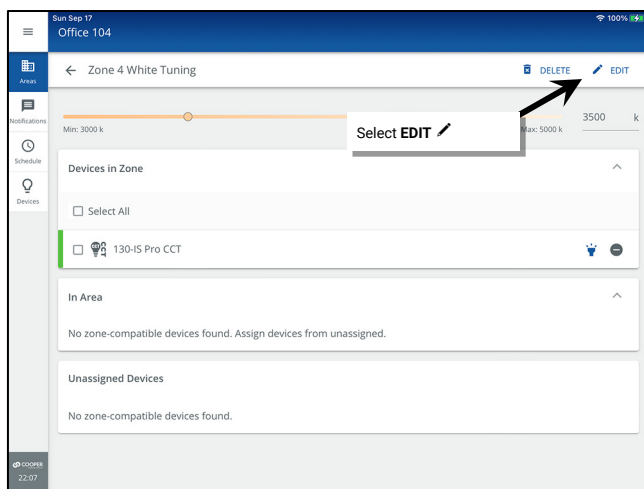 Sun Sep 17
100%
Office 104
Areas
Zone 4 White Tuning
DELETE
EDIT
Notifications
Min: 3000 k
Select EDIT
Max: 5000 k
3500 k
Schedule
Devices in Zone
Devices
Select All
130-IS Pro CCT
In Area
No zone-compatible devices found. Assign devices from unassigned.
Unassigned Devices
No zone-compatible devices found.
COOPER
22:07